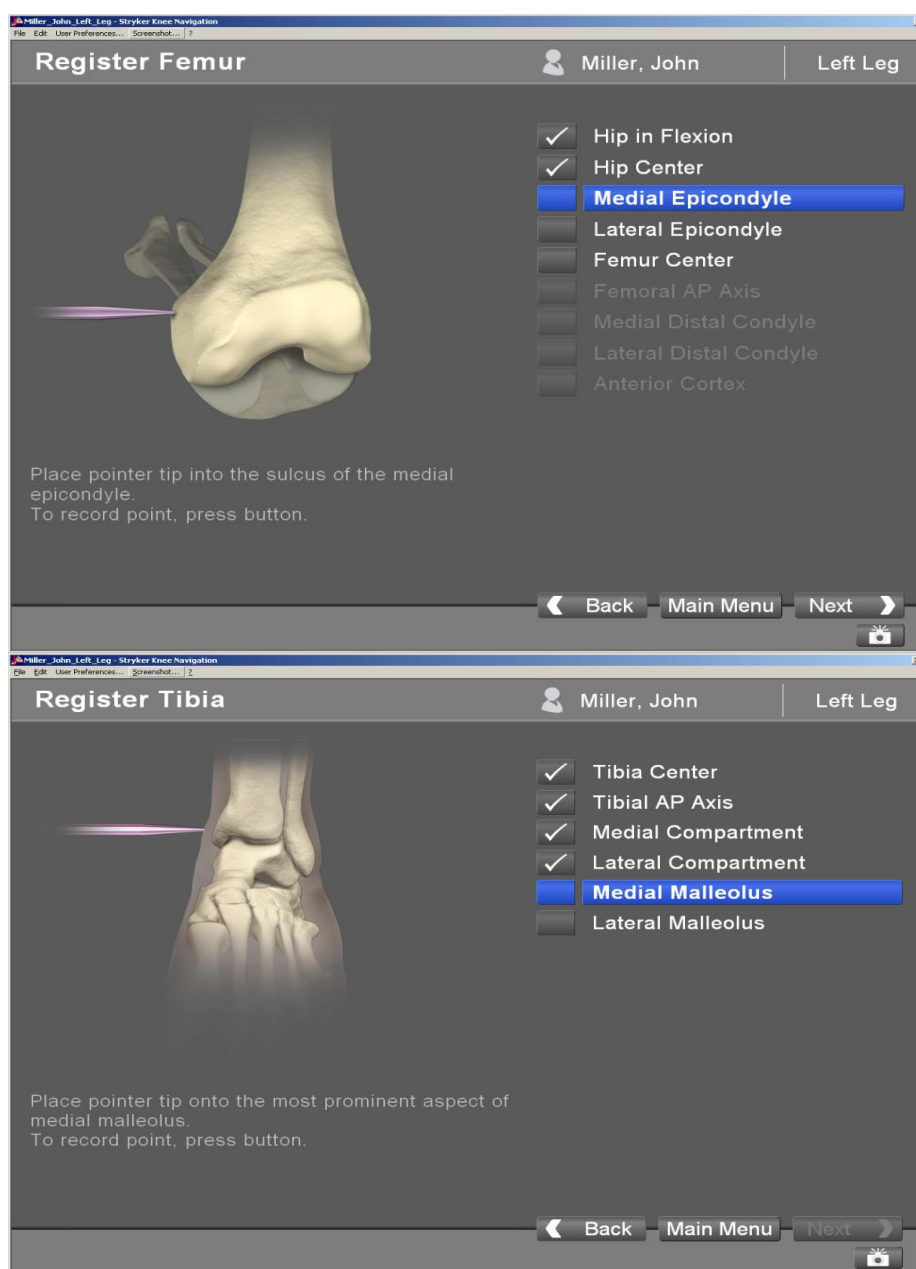 Miller_John_Left_Leg - Stryker Knee Navigation
File Edit User Preferences... Screenshot... ?
Register Femur
Miller, John
Left Leg
Hip in Flexion
Hip Center
Medial Epicondyle
Lateral Epicondyle
Femur Center
Femoral AP Axis
Medial Distal Condyle
Lateral Distal Condyle
Anterior Cortex
Place pointer tip into the sulcus of the medial
epicondyle.
To record point, press button.
Back Main Menu Next
Miller_John_Left_Leg - Stryker Knee Navigation
File Edit User Preferences... Screenshot... ?
Register Tibia
Miller, John
Left Leg
Tibia Center
Tibial AP Axis
Medial Compartment
Lateral Compartment
Medial Malleolus
Lateral Malleolus
Place pointer tip onto the most prominent aspect of
medial malleolus.
To record point, press button.
Back Main Menu Next